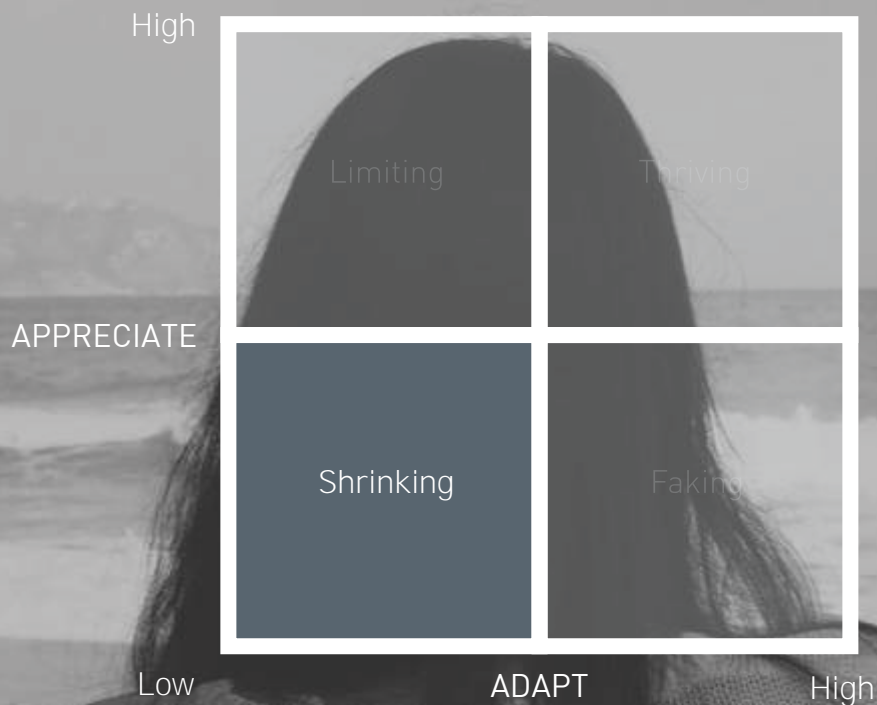 High
Limiting
Thriving
APPRECIATE
Shrinking
Faking
Low
ADAPT
High